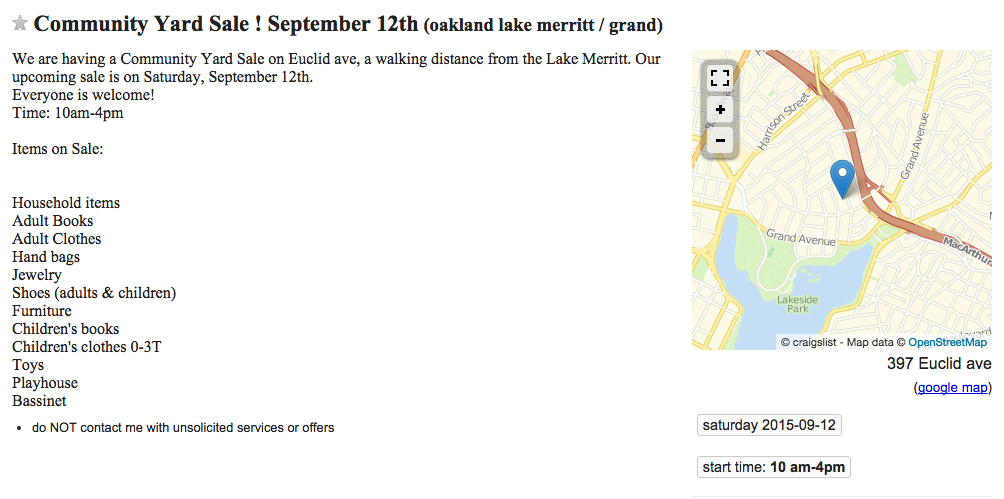 Community Yard Sale ! September 12th (oakland lake merritt / grand)
We are having a Community Yard Sale on Euclid ave, a walking distance from the Lake Merritt. Our
upcoming sale is on Saturday, September 12th.
Everyone is welcome!
Time: 10am-4pm
Items on Sale:
Household items
Adult Books
Adult Clothes
Hand bags
Jewelry
Shoes (adults & children)
Furniture
Children's books
Children's clothes 0-3T
Toys
Playhouse
Bassinet
• do NOT contact me with unsolicited services or offers
+
-
Harrison Street
Grand Avenue
Grand Avenue
MacArthur
Lakeside
Park
© craigslist - Map data © OpenStreetMap
397 Euclid ave
(google map)
saturday 2015-09-12
start time: 10 am-4pm